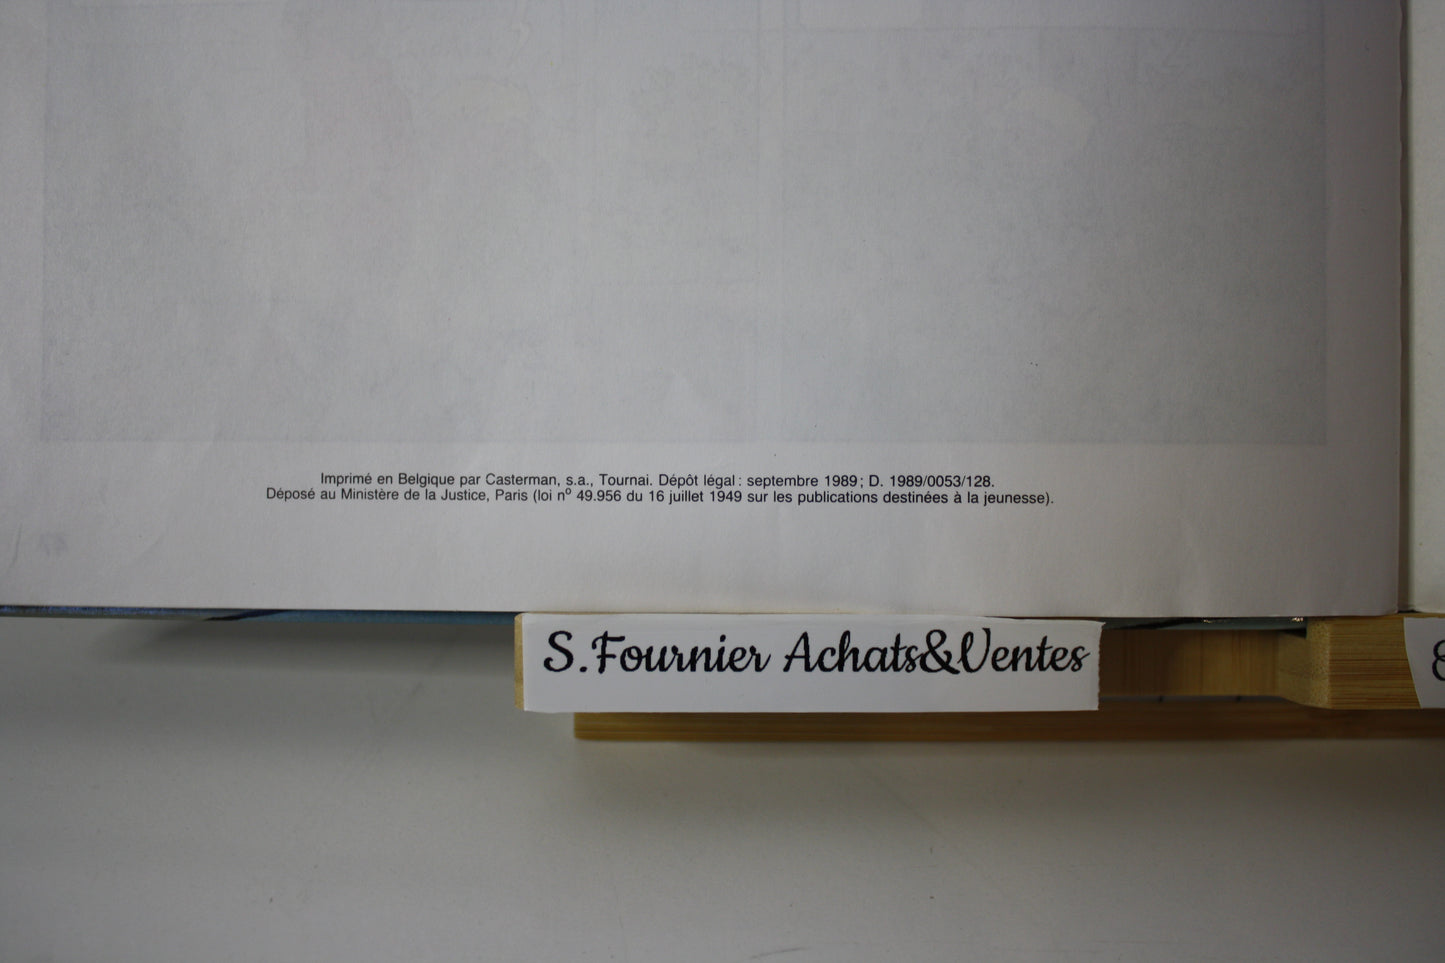 Imprimé en Belgique par Casterman, s.a., Tournai. Dépôt légal : septembre 1989 ; D. 1989/0053/128.
Déposé au Ministère de la Justice, Paris (loi nº 49.956 du 16 juillet 1949 sur les publications destinées à la jeunesse).
S.Fournier Achats&Ventes